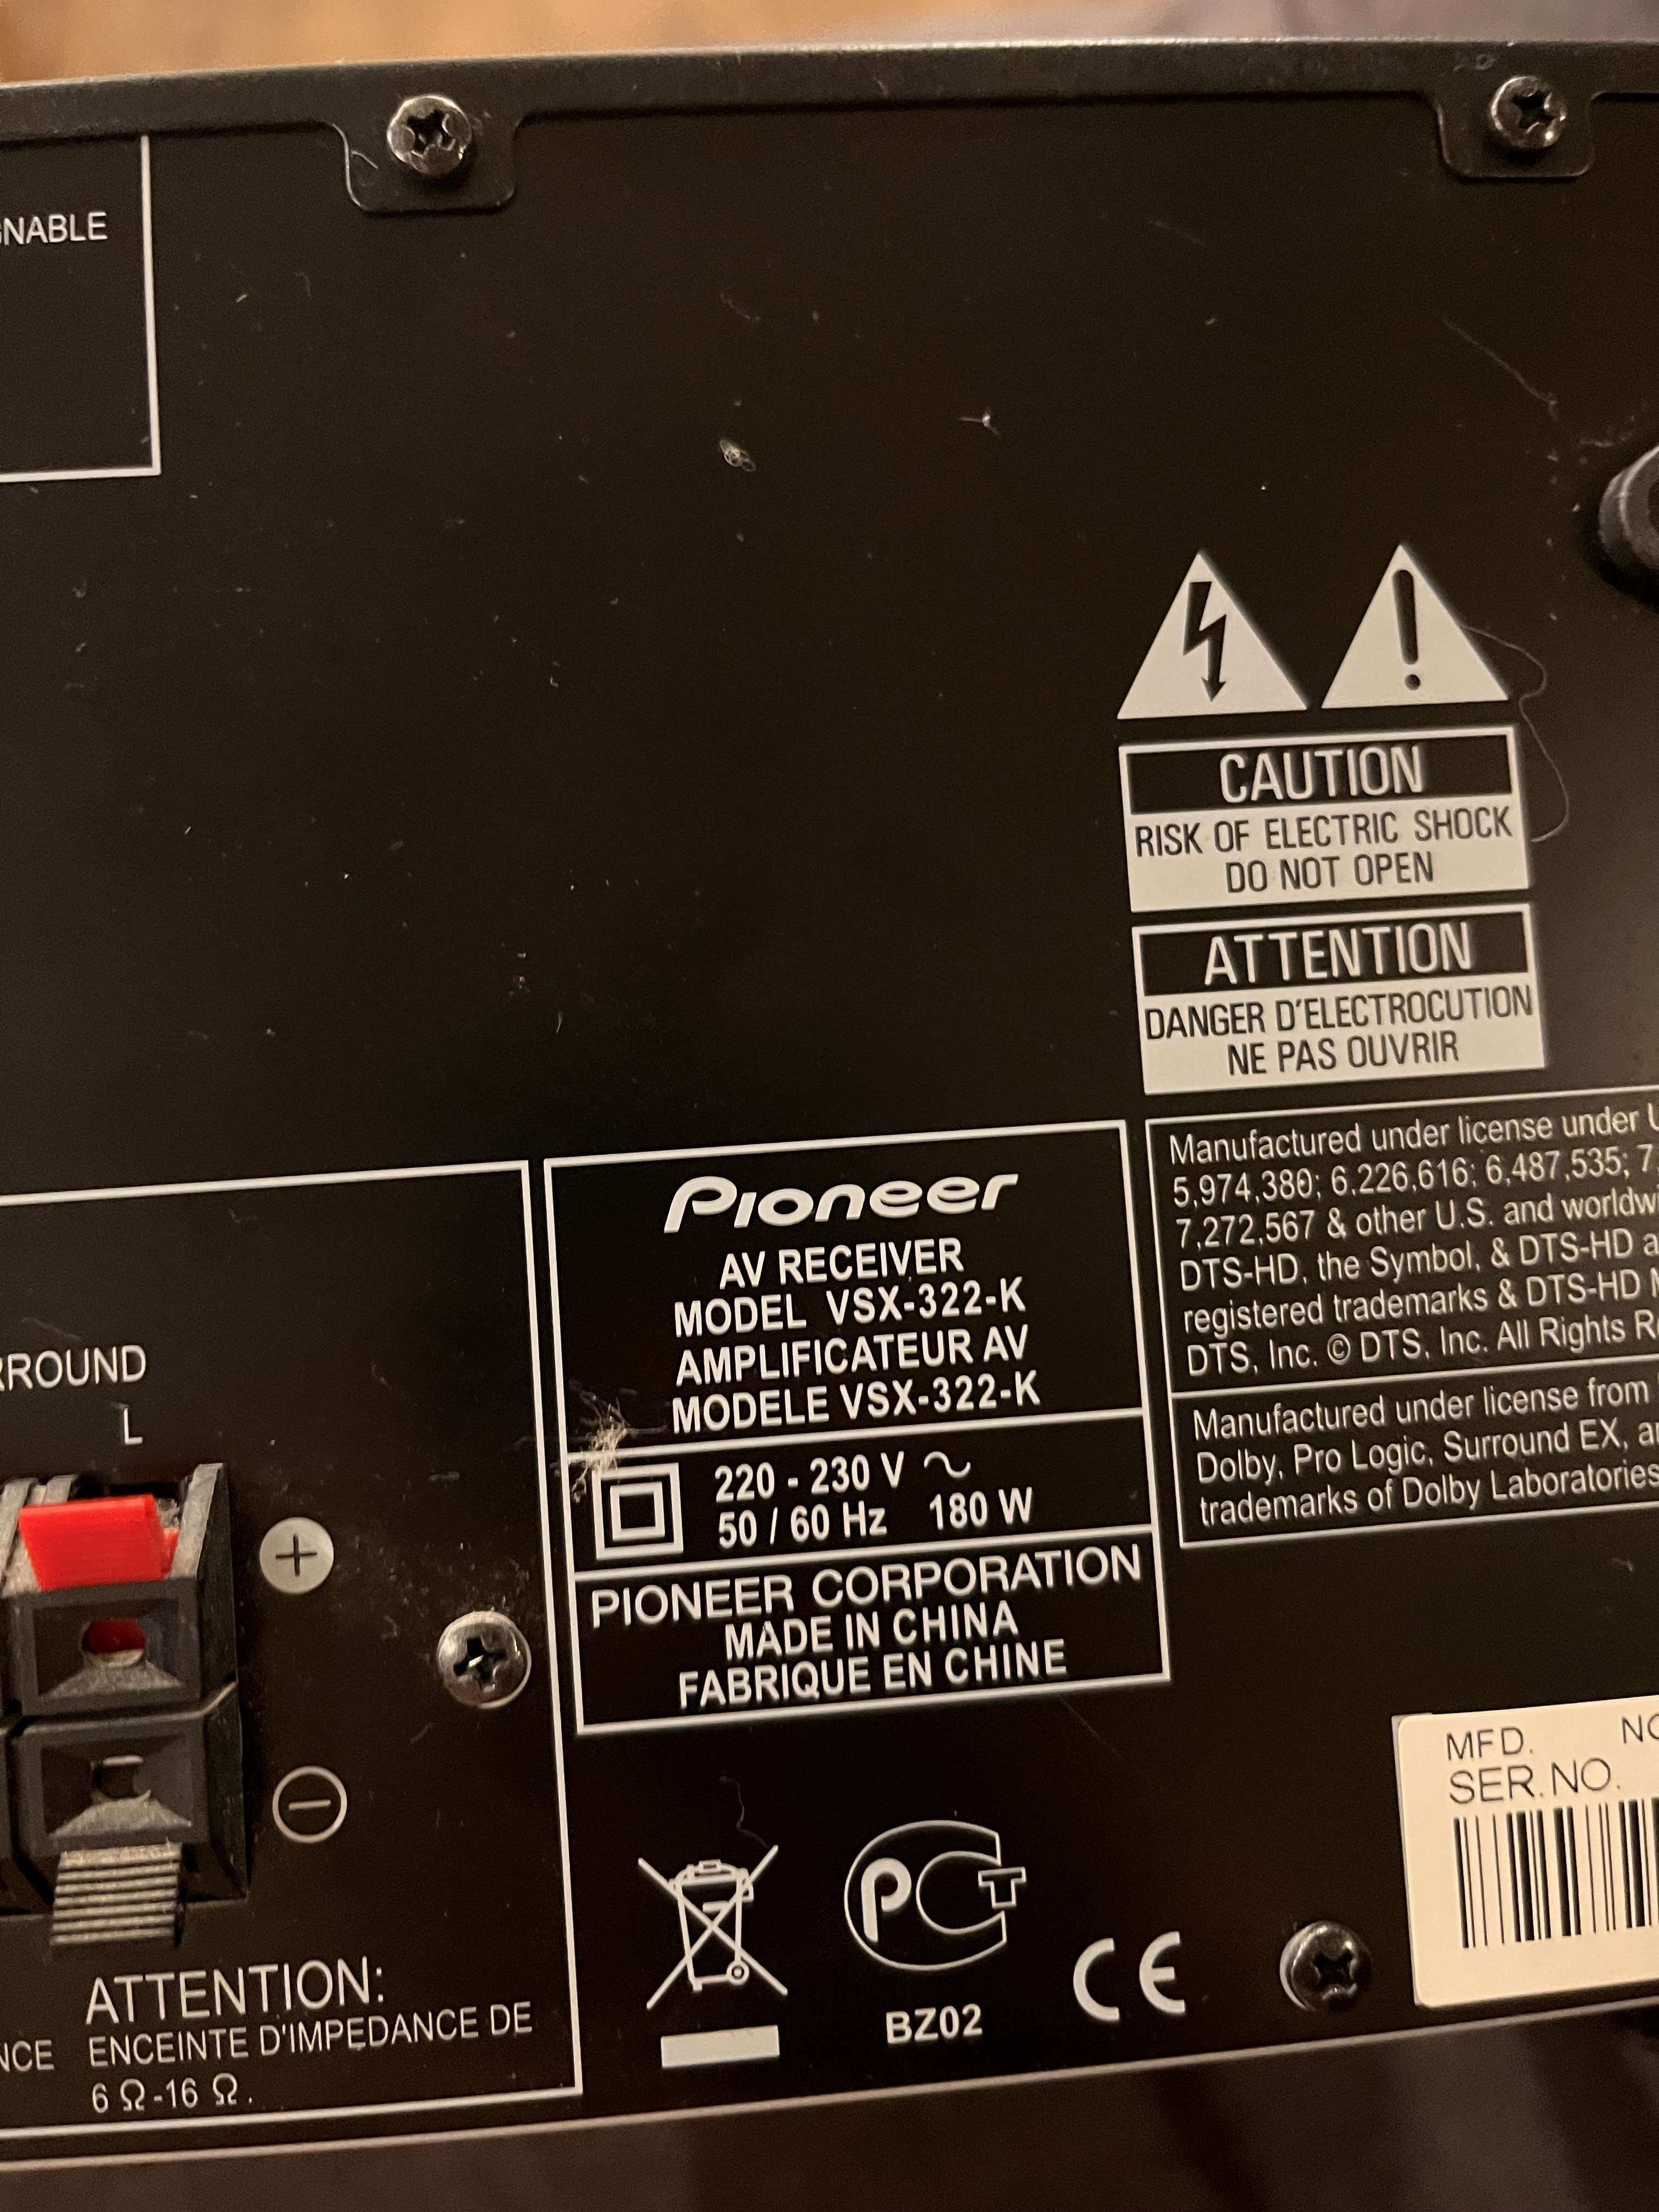 CAUTION
RISK OF ELECTRIC SHOCK
DO NOT OPEN
ATTENTION
DANGER D'ELECTROCUTION
NE PAS OUVRIR
Pioneer
AV RECEIVER
MODEL VSX-322-K
AMPLIFICATEUR AV
MODELE VSX-322-K
220 - 230 V ~
50 / 60 Hz 180 W
PIONEER CORPORATION
MADE IN CHINA
FABRIQUE EN CHINE
Manufactured under license under
5,974,380; 6,226,616; 6,487,535; 7,
7,272,567 & other U.S. and
DTS-HD, the Symbol, & DTS-HD
registered trademarks & DTS-HD
DTS, Inc. © DTS, Inc. All Rights
Manufactured under license from
Dolby, Pro Logic, Surround EX,
trademarks of Dolby Laboratories
L
+
−
ATTENTION:
ENCEINTE D'IMPEDANCE DE
6 Ω-16 Ω.
PCT
BZ02
CE
MFD.
SER.NO.